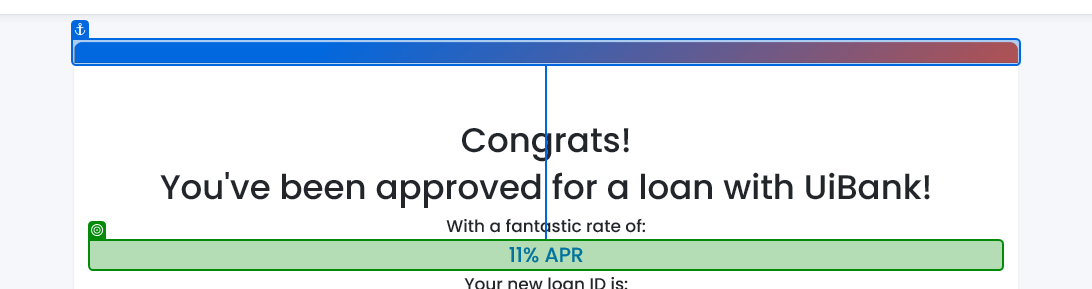 Congrats!
You've been approved for a loan with UiBank!
With a fantastic rate of:
11% APR
Your new loan ID is: